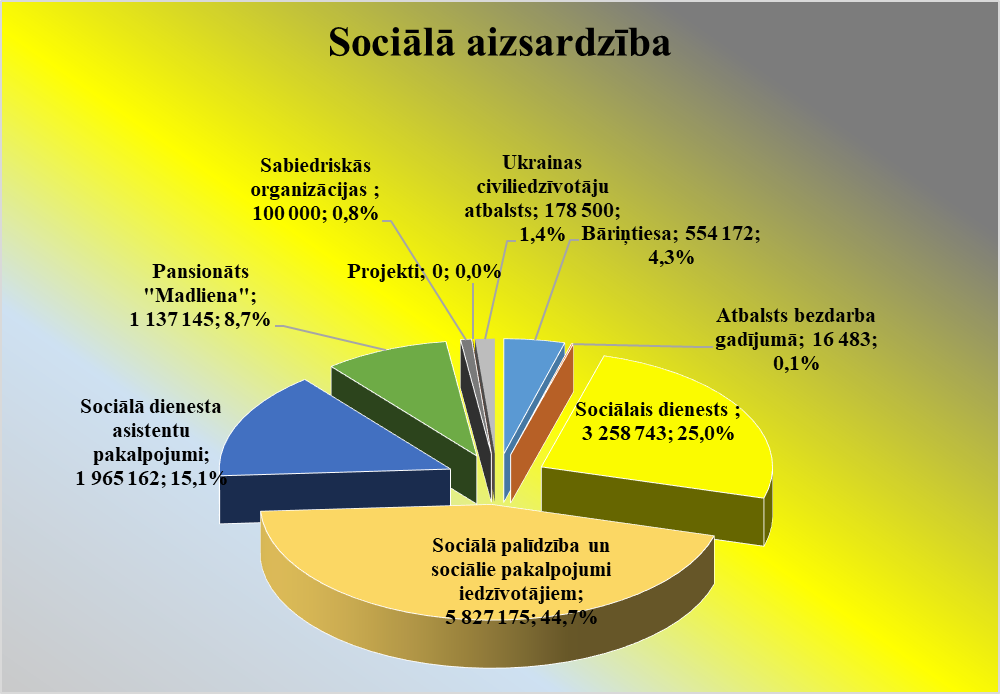 Sociālā aizsardzība
Sabiedriskās
organizācijas ;
100 000; 0,8%
Ukrainas
civiliedzīvotāju
atbalsts; 178 500;
1,4%
Bāriņtiesa; 554 172;
4,3%
Projekti; 0; 0,0%
Pansionāts
"Madliena";
1 137 145; 8,7%
Atbalsts bezdarba
gadījumā; 16 483;
0,1%
Sociālā dienesta
asistentu
pakalpojumi;
1 965 162; 15,1%
Sociālais dienests ;
3 258 743; 25,0%
Sociālā palīdzība un
sociālie pakalpojumi
iedzīvotājiem;
5 827 175; 44,7%